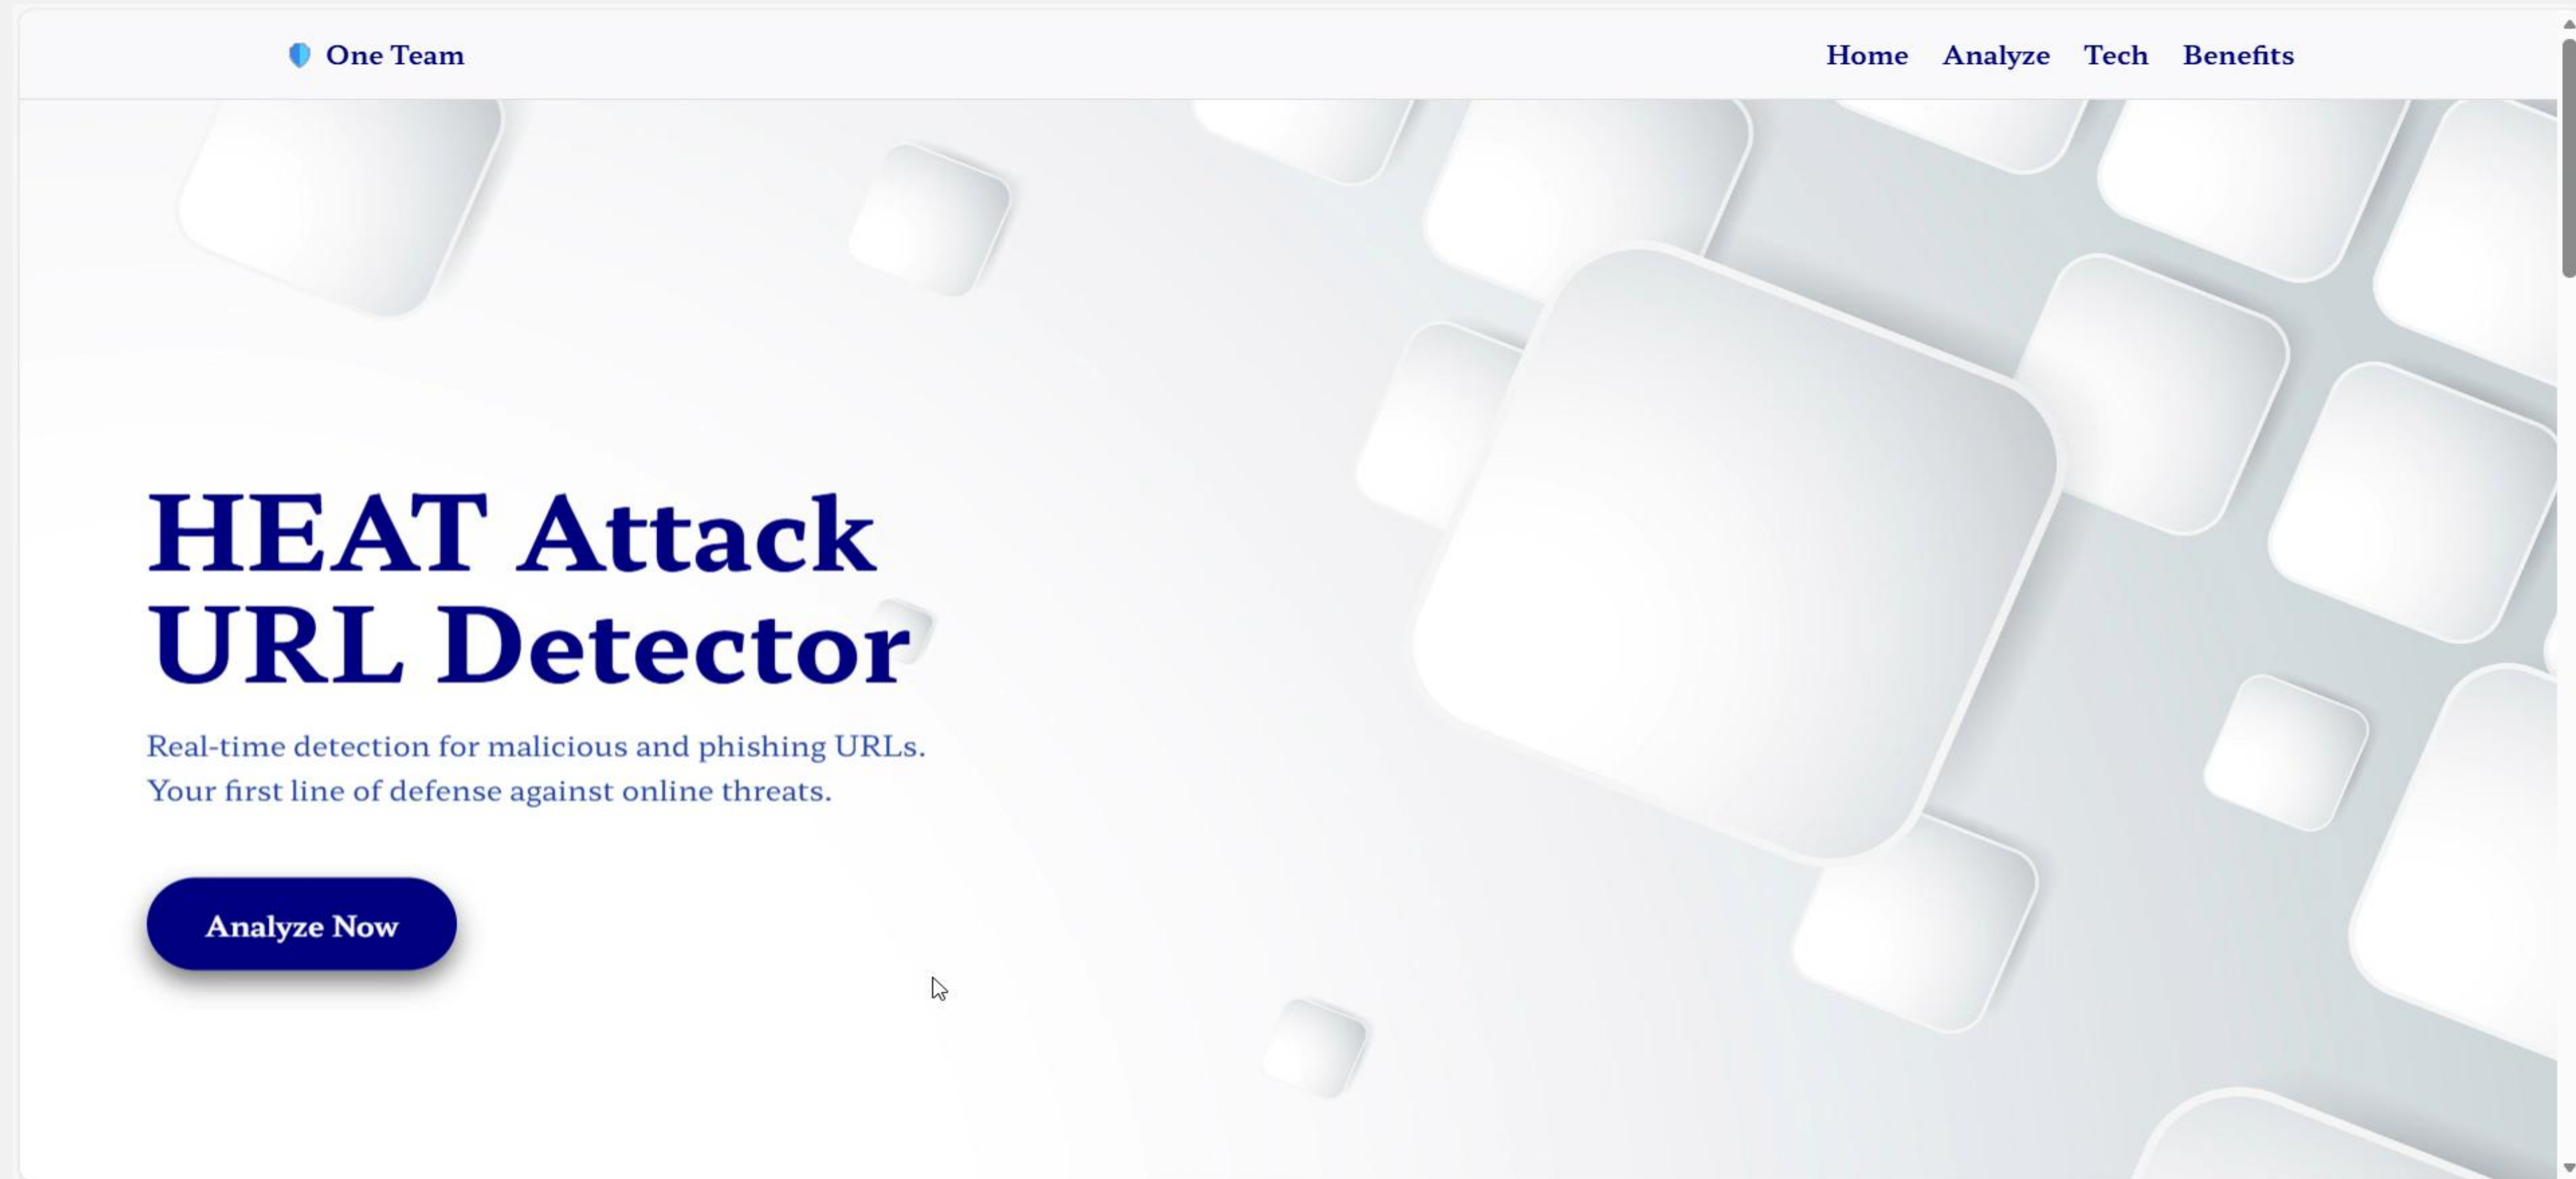 One Team
Home Analyze Tech Benefits
HEAT Attack
URL Detector
Real-time detection for malicious and phishing URLs.
Your first line of defense against online threats.
Analyze Now